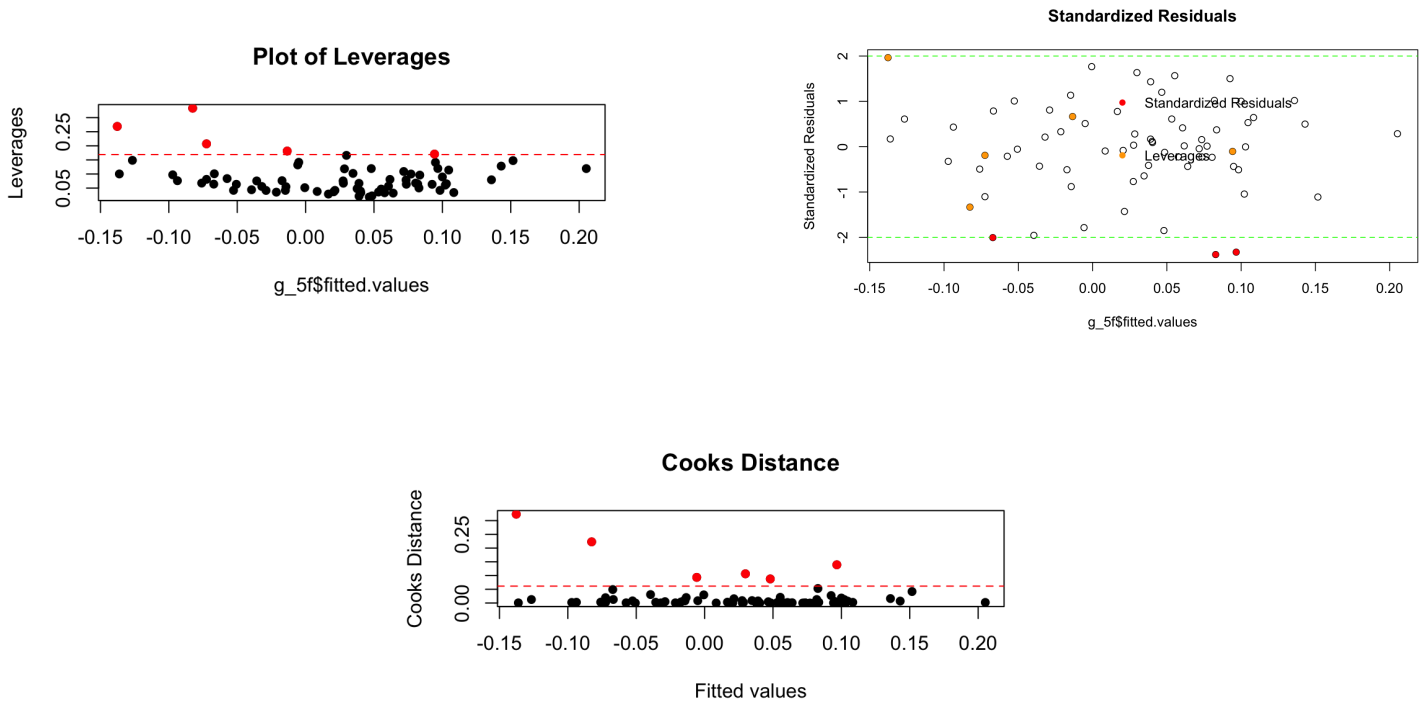 Plot of Leverages
Leverages
0.25
0.05
-0.15 -0.10 -0.05 0.00 0.05 0.10 0.15 0.20
g_5f$fitted.values
Standardized Residuals
Standardized Residuals
2
1
0
-1
-2
Standardized Residuals
Leverages
-0.15 -0.10 -0.05 0.00 0.05 0.10 0.15 0.20
g_5f$fitted.values
Cooks Distance
Cooks Distance
0.25
0.00
-0.15 -0.10 -0.05 0.00 0.05 0.10 0.15 0.20
Fitted values